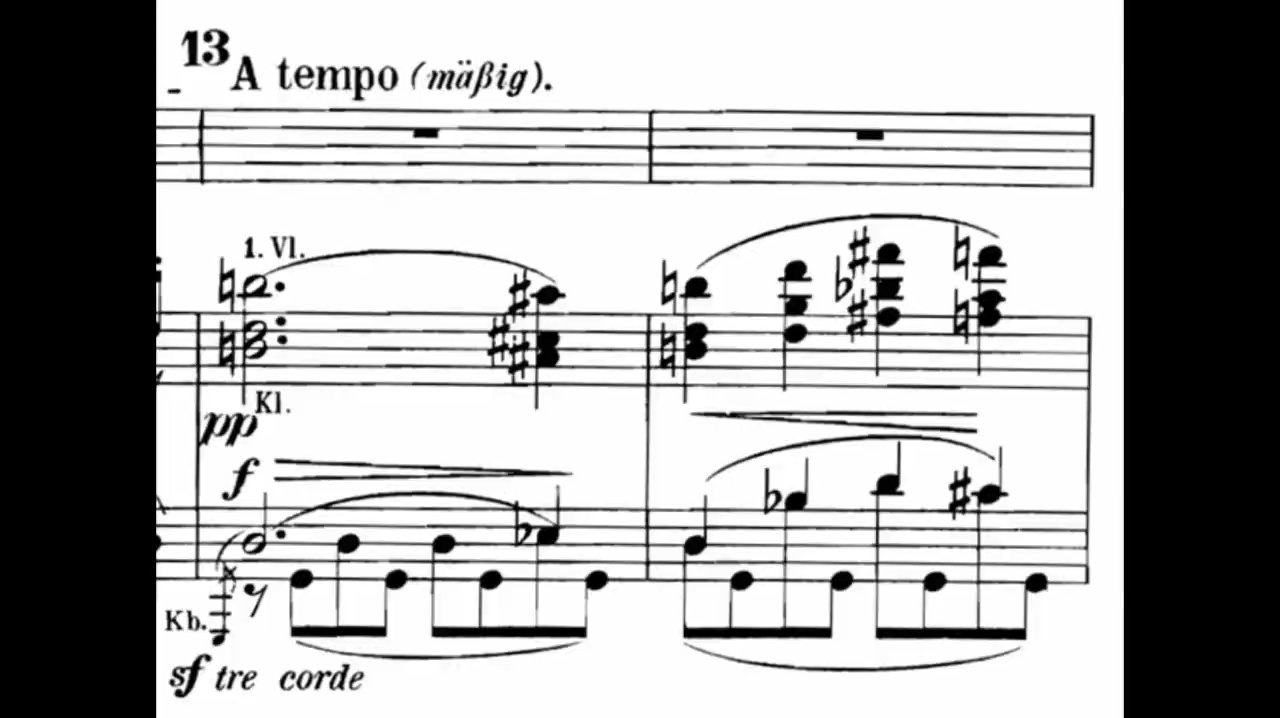 13
A tempo (mäßig).
1. Vl.
Kl.
pp
f
Kb.
sf tre corde